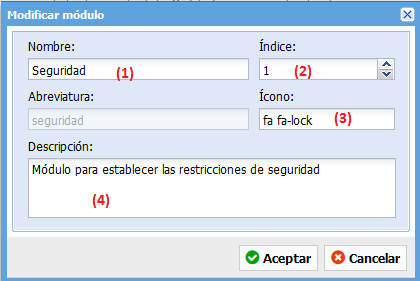 Modificar módulo
Nombre: Índice:
Seguridad (1) 1 (2)
Abreviatura: Ícono:
seguridad fa fa-lock (3)
Descripción:
Módulo para establecer las restricciones de seguridad
(4)
Aceptar Cancelar